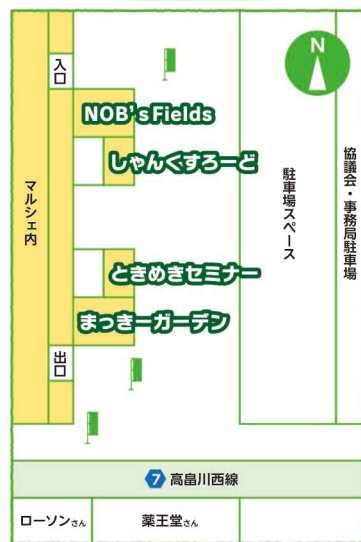 N
入口
NOB'sFields
しゃんくすろーど
マルシェ内
駐車場スペース
協議会・事務局駐車場
ときめきセミナー
まっきーガーデン
出口
7 高畠川西線
ローソンさん
薬王堂さん